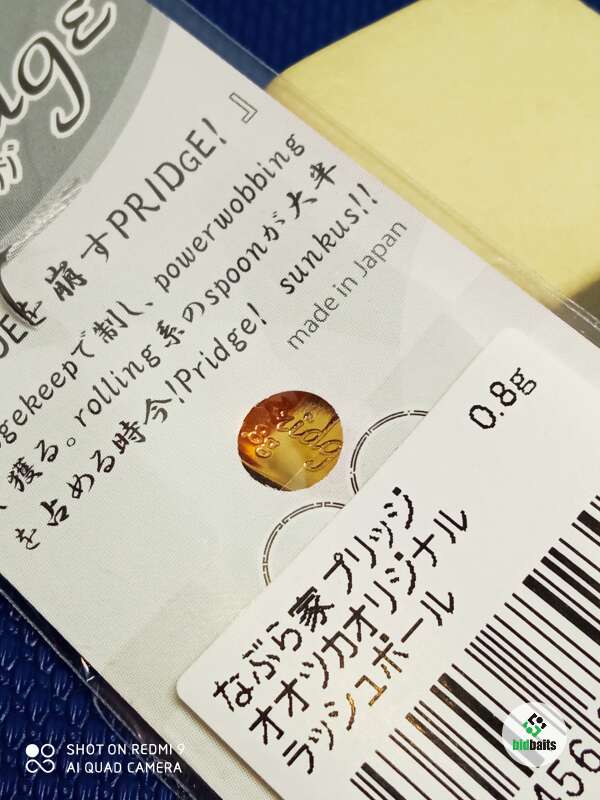 を崩すPRIDGE!』
gekeepで制し、powerwobbing
獲る。rolling系のspoonが大半
を占める時今!Pridge! sunkus!!
made in Japan
0.8g
なぶら家 ブリッジ
オオツカオリジナル
ラッシュボール
456
bidbaits
SHOT ON REDMI 9
AI QUAD CAMERA